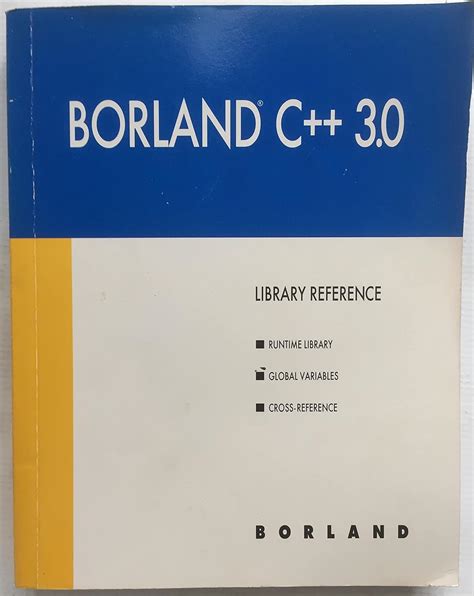 BORLAND® C++ 3.0
LIBRARY REFERENCE
■ RUNTIME LIBRARY
■ GLOBAL VARIABLES
■ CROSS-REFERENCE
BORLAND